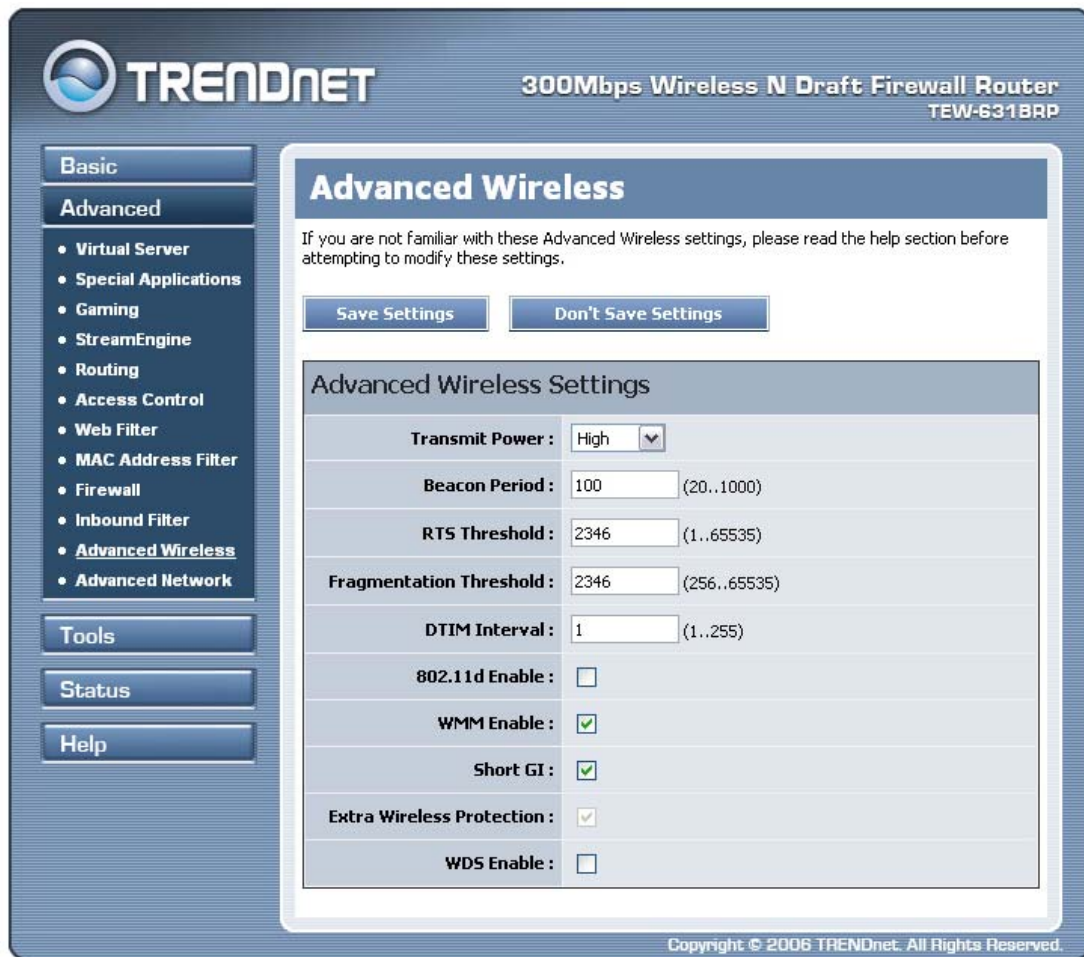 TRENDNET
300Mbps Wireless N Draft Firewall Router
TEW-631BRP
Basic
Advanced
• Virtual Server
• Special Applications
• Gaming
• StreamEngine
• Routing
• Access Control
• Web Filter
• MAC Address Filter
• Firewall
• Inbound Filter
• Advanced Wireless
• Advanced Network
Tools
Status
Help
Advanced Wireless
If you are not familiar with these Advanced Wireless settings, please read the help section before
attempting to modify these settings.
Save Settings Don't Save Settings
Advanced Wireless Settings
Transmit Power : High
Beacon Period : 100 (20..1000)
RTS Threshold : 2346 (1..65535)
Fragmentation Threshold : 2346 (256..65535)
DTIM Interval : 1 (1..255)
802.11d Enable :
WMM Enable :
Short GI :
Extra Wireless Protection :
WDS Enable :
Copyright © 2006 TRENDnet. All Rights Reserved.